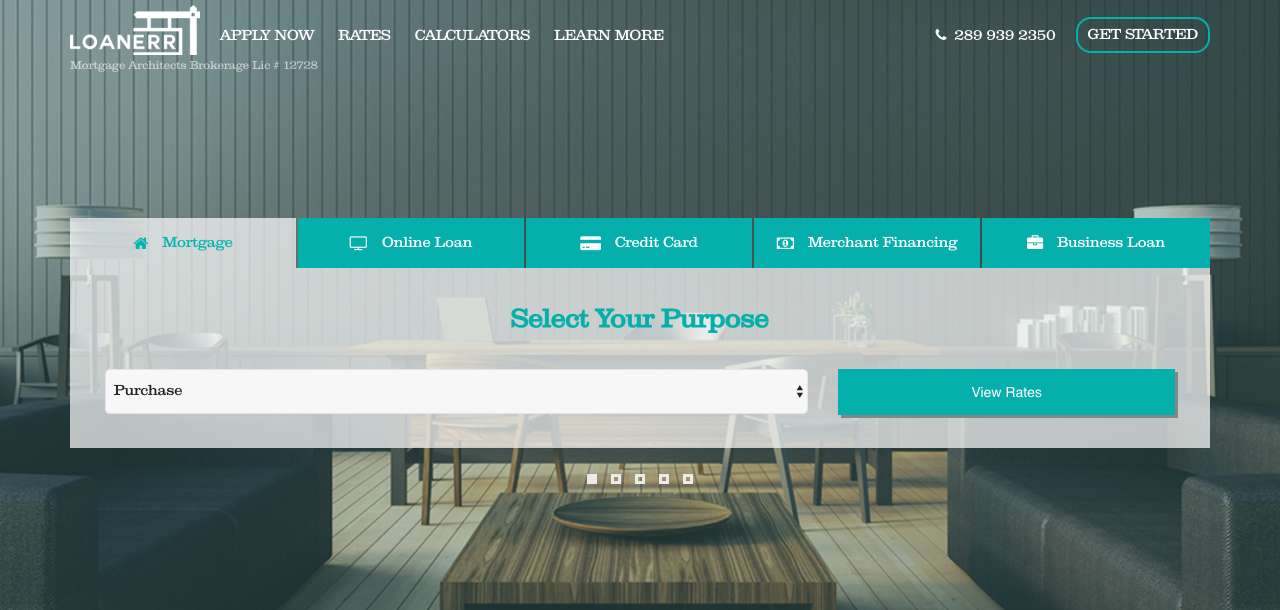 LOANERR
APPLY NOW RATES CALCULATORS LEARN MORE
289 939 2350
GET STARTED
Mortgage Architects Brokerage Lic # 12728
Mortgage
Online Loan
Credit Card
Merchant Financing
Business Loan
Select Your Purpose
Purchase
View Rates